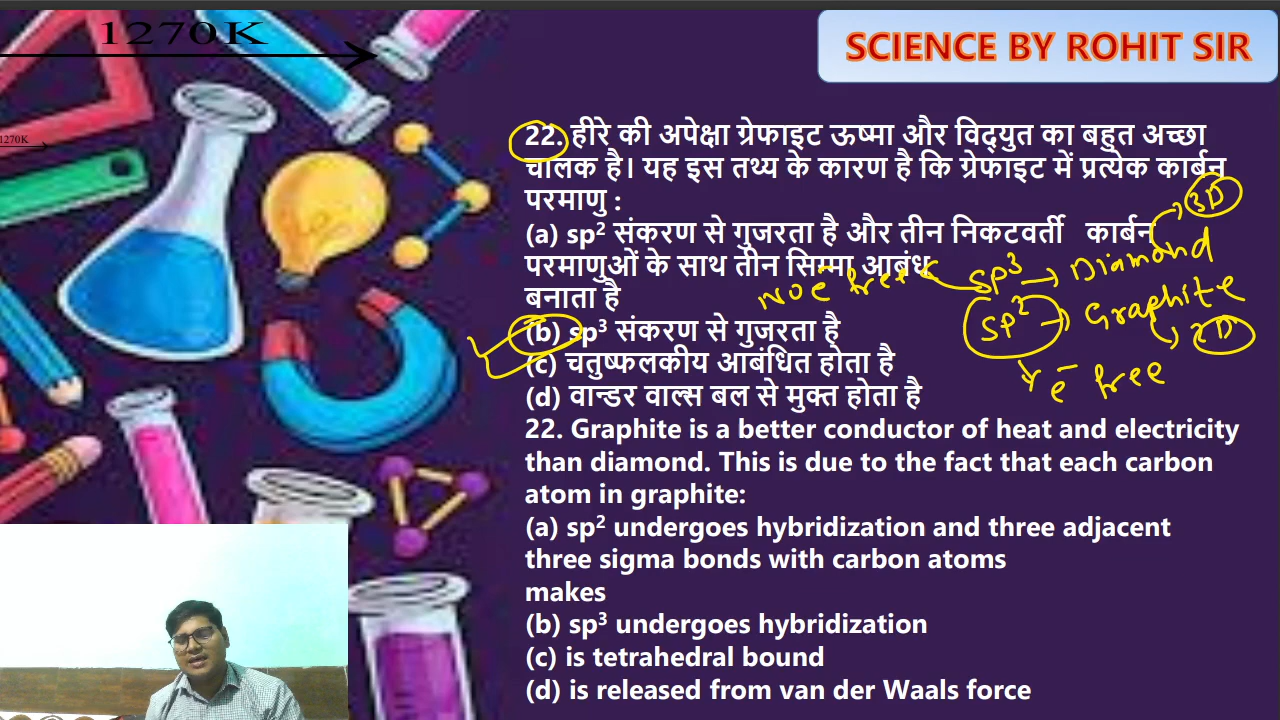 1270K
1270K
SCIENCE BY ROHIT SIR
22. हीरे की अपेक्षा ग्रेफाइट ऊष्मा और विद्युत का बहुत अच्छा
चालक है। यह इस तथ्य के कारण है कि ग्रेफाइट में प्रत्येक कार्बन
परमाणु :
3D
(a) sp² संकरण से गुजरता है और तीन निकटवर्ती कार्बन
परमाणुओं के साथ तीन सिग्मा आबंध
sp³ → Diamond
No e⁻ free
बनाता है
sp² → Graphite
(b) sp³ संकरण से गुजरता है
2D
(c) चतुष्फलकीय आबंधित होता है
e⁻ free
(d) वान्डर वाल्स बल से मुक्त होता है
22. Graphite is a better conductor of heat and electricity
than diamond. This is due to the fact that each carbon
atom in graphite:
(a) sp² undergoes hybridization and three adjacent
three sigma bonds with carbon atoms
makes
(b) sp³ undergoes hybridization
(c) is tetrahedral bound
(d) is released from van der Waals force